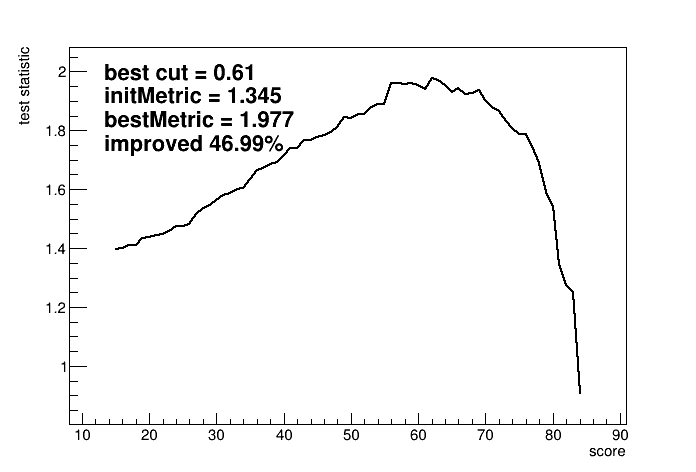 test statistic
best cut = 0.61
initMetric = 1.345
bestMetric = 1.977
improved 46.99%
2
1.8
1.6
1.4
1.2
1
10 20 30 40 50 60 70 80 90
score